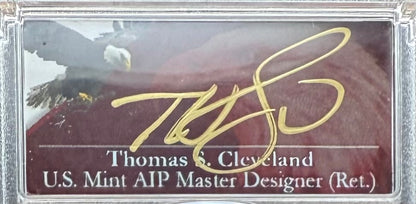 Thomas S. Cleveland
U.S. Mint AIP Master Designer (Ret.)